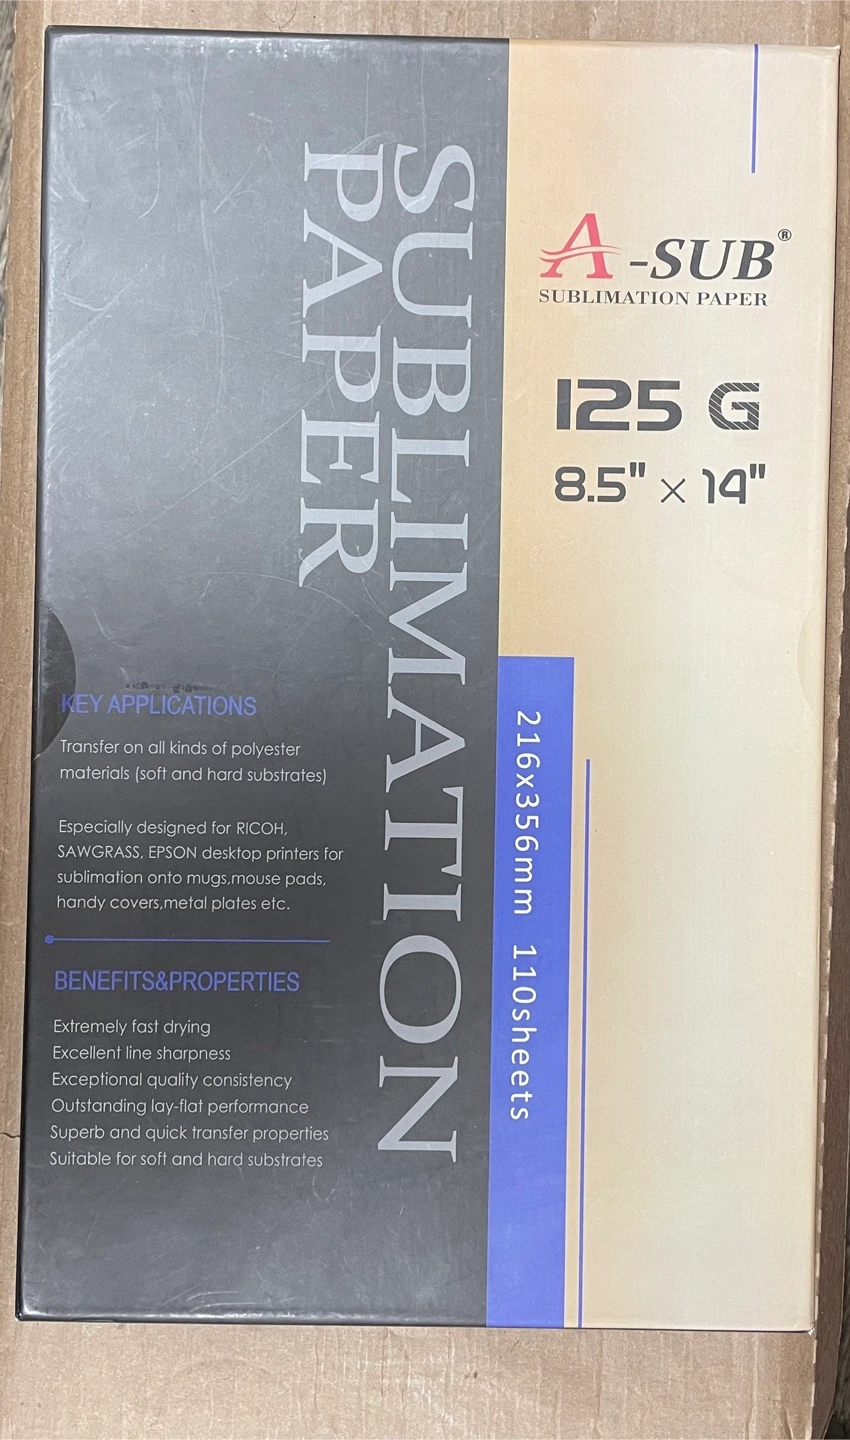 SUBLIMATION
PAPER
A-SUB®
SUBLIMATION PAPER
125 G
8.5" × 14"
216x356mm 110sheets
KEY APPLICATIONS
Transfer on all kinds of polyester
materials (soft and hard substrates)
Especially designed for RICOH,
SAWGRASS, EPSON desktop printers for
sublimation onto mugs,mouse pads,
handy covers,metal plates etc.
BENEFITS&PROPERTIES
Extremely fast drying
Excellent line sharpness
Exceptional quality consistency
Outstanding lay-flat performance
Superb and quick transfer properties
Suitable for soft and hard substrates